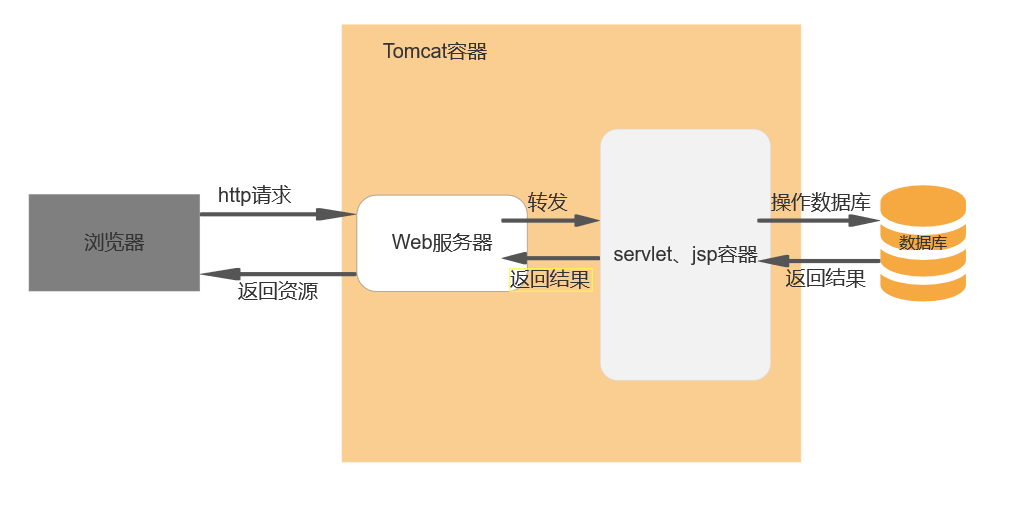 Tomcat容器
http请求
浏览器
返回资源
Web服务器
转发
返回结果
servlet、jsp容器
操作数据库
返回结果
数据库